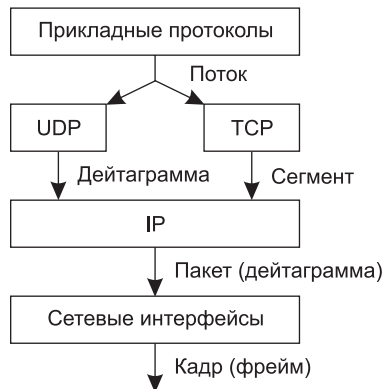 Прикладные протоколы
Поток
UDP
TCP
Дейтаграмма
Сегмент
IP
Пакет (дейтаграмма)
Сетевые интерфейсы
Кадр (фрейм)